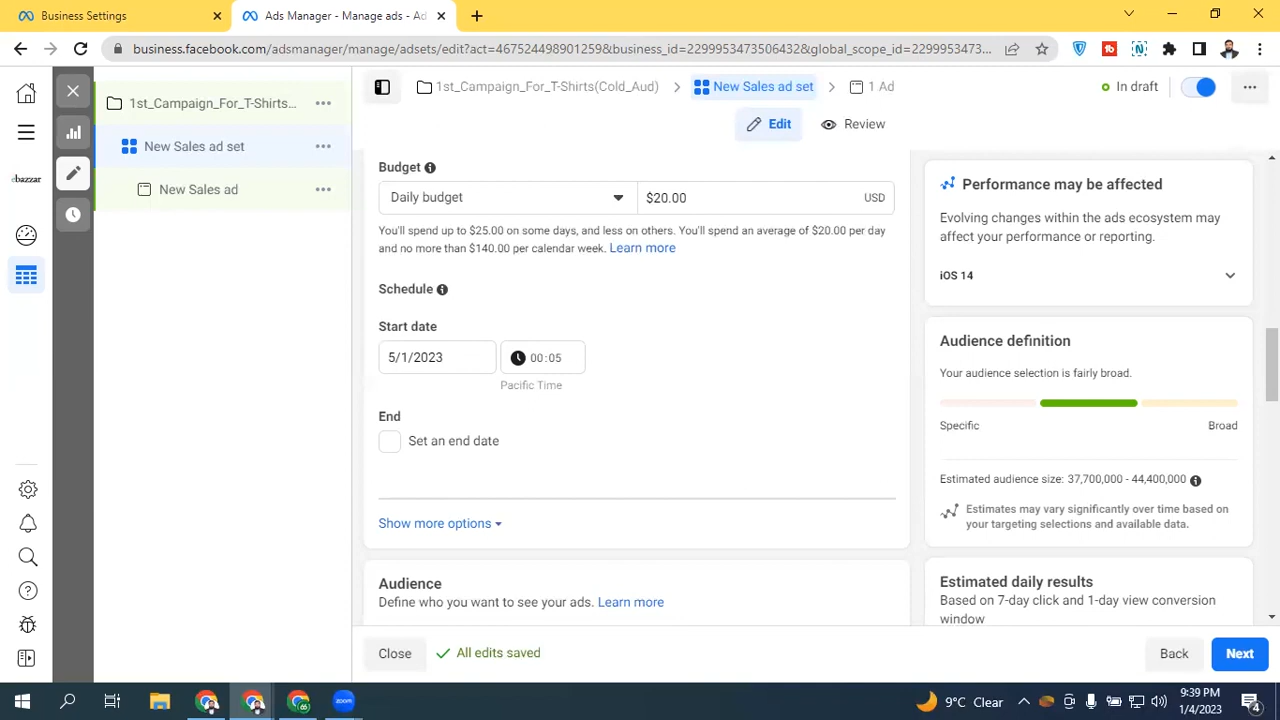 Business Settings
Ads Manager - Manage ads - Ad
business.facebook.com/adsmanager/manage/adsets/edit?act=467524498901259&business_id=2299953473506432&global_scope_id=2299953473...
1st_Campaign_For_T-Shirts...
New Sales ad set
New Sales ad
1st_Campaign_For_T-Shirts(Cold_Aud)
New Sales ad set
1 Ad
In draft
Edit
Review
ebazzar
Budget
Daily budget
$20.00
USD
You'll spend up to $25.00 on some days, and less on others. You'll spend an average of $20.00 per day
and no more than $140.00 per calendar week. Learn more
Schedule
Start date
5/1/2023
00:05
Pacific Time
End
Set an end date
Show more options
Audience
Define who you want to see your ads. Learn more
Performance may be affected
Evolving changes within the ads ecosystem may
affect your performance or reporting.
iOS 14
Audience definition
Your audience selection is fairly broad.
Specific
Broad
Estimated audience size: 37,700,000 - 44,400,000
Estimates may vary significantly over time based on
your targeting selections and available data.
Estimated daily results
Based on 7-day click and 1-day view conversion
window
Close
All edits saved
Back
Next
zoom
9°C Clear
9:39 PM
1/4/2023
4